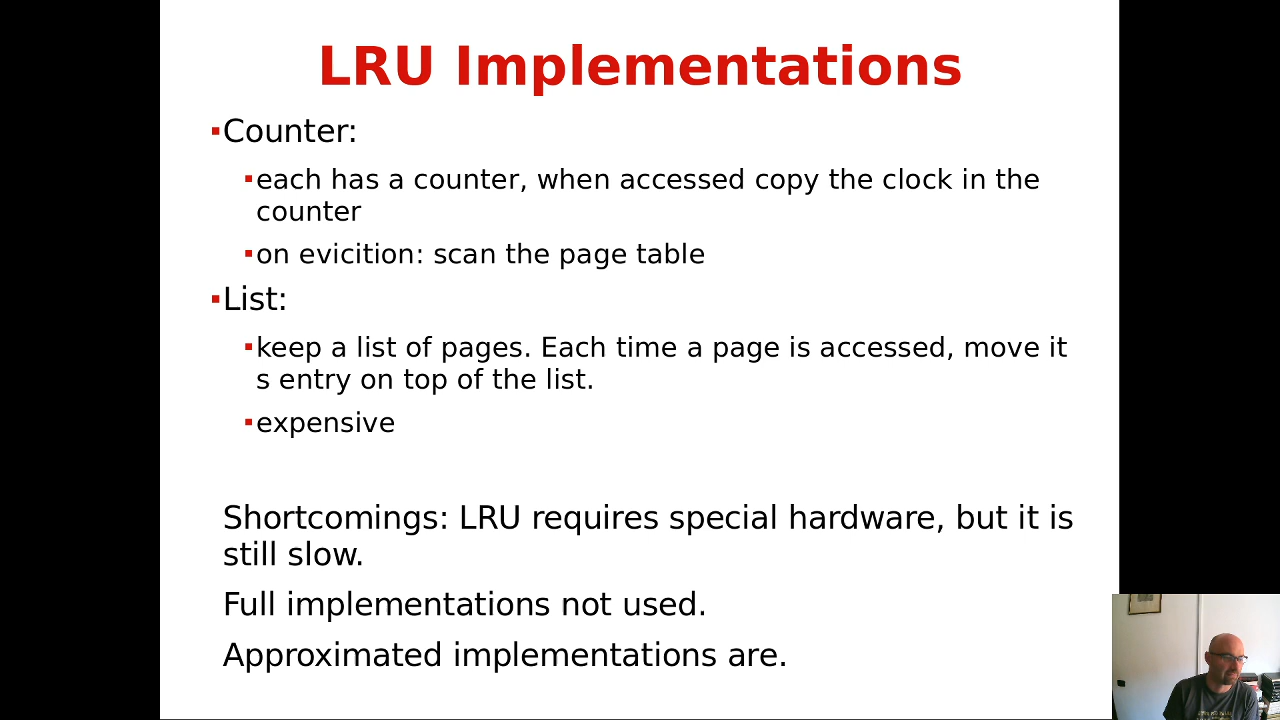 LRU Implementations
▪Counter:
▪each has a counter, when accessed copy the clock in the
counter
▪on evicition: scan the page table
▪List:
▪keep a list of pages. Each time a page is accessed, move it
s entry on top of the list.
▪expensive
Shortcomings: LRU requires special hardware, but it is
still slow.
Full implementations not used.
Approximated implementations are.